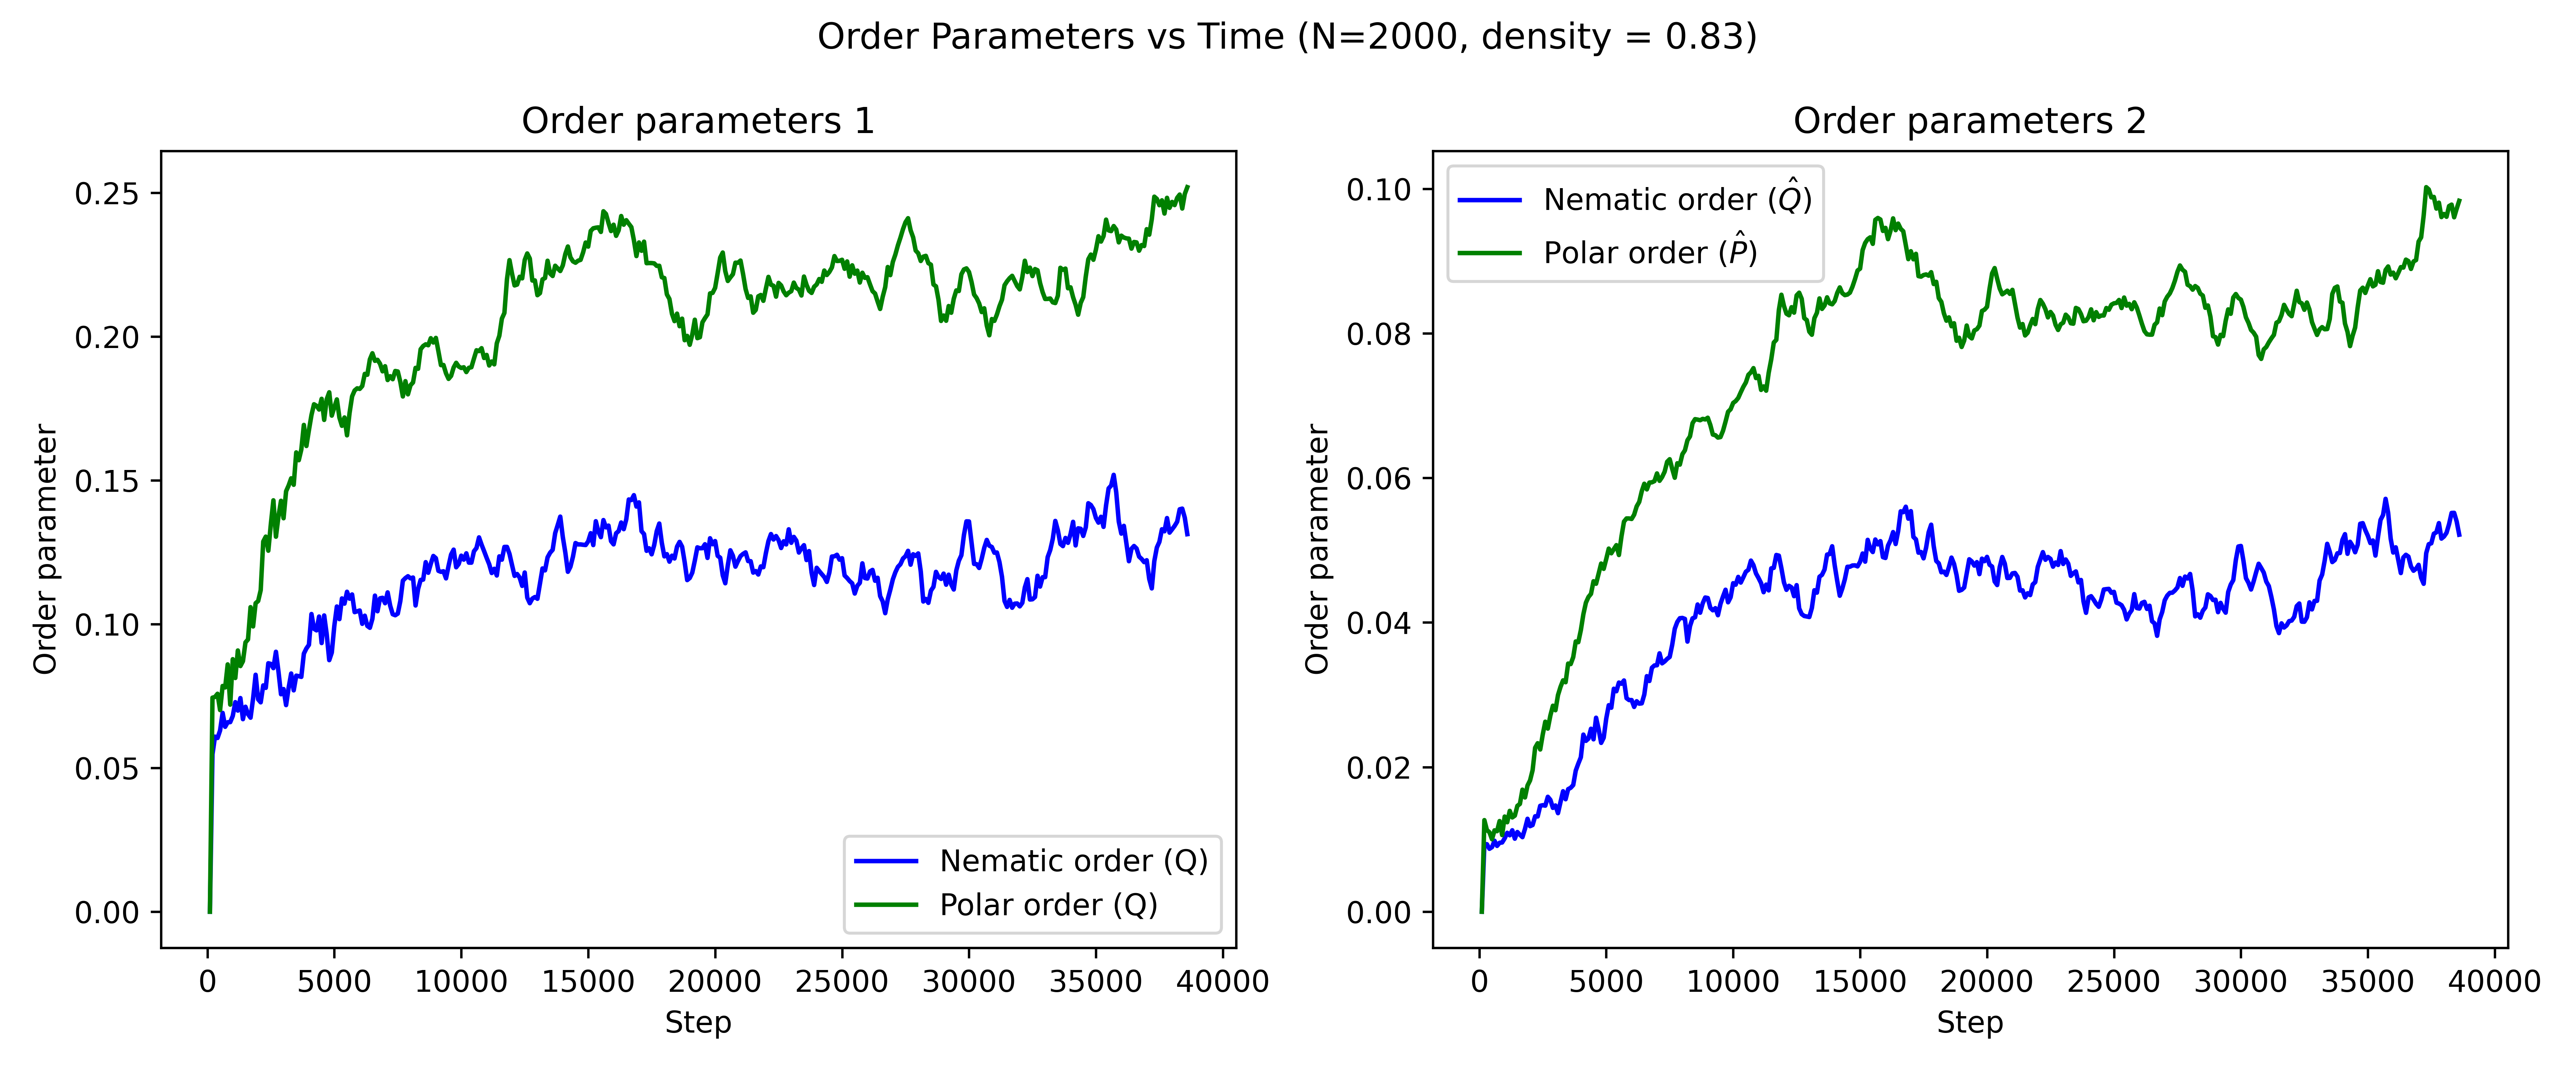 Order Parameters vs Time (N=2000, density = 0.83)
Order parameters 1
Order parameter
0.25
0.20
0.15
0.10
0.05
0.00
Nematic order (Q)
Polar order (Q)
0 5000 10000 15000 20000 25000 30000 35000 40000
Step
Order parameters 2
Order parameter
0.10
0.08
0.06
0.04
0.02
0.00
Nematic order (Q̂)
Polar order (P̂)
0 5000 10000 15000 20000 25000 30000 35000 40000
Step